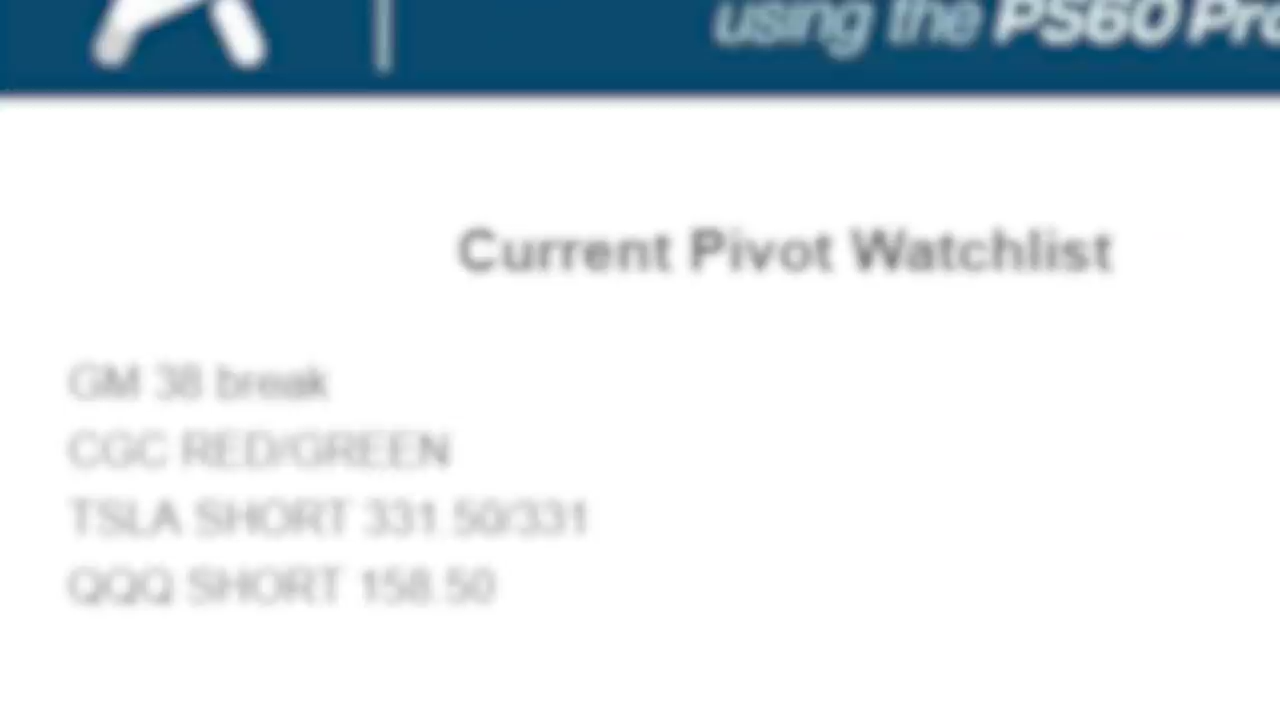 using the PS60 Pro
Current Pivot Watchlist
GM 38 break
CGC RED/GREEN
TSLA SHORT 331.50/331
QQQ SHORT 158.50